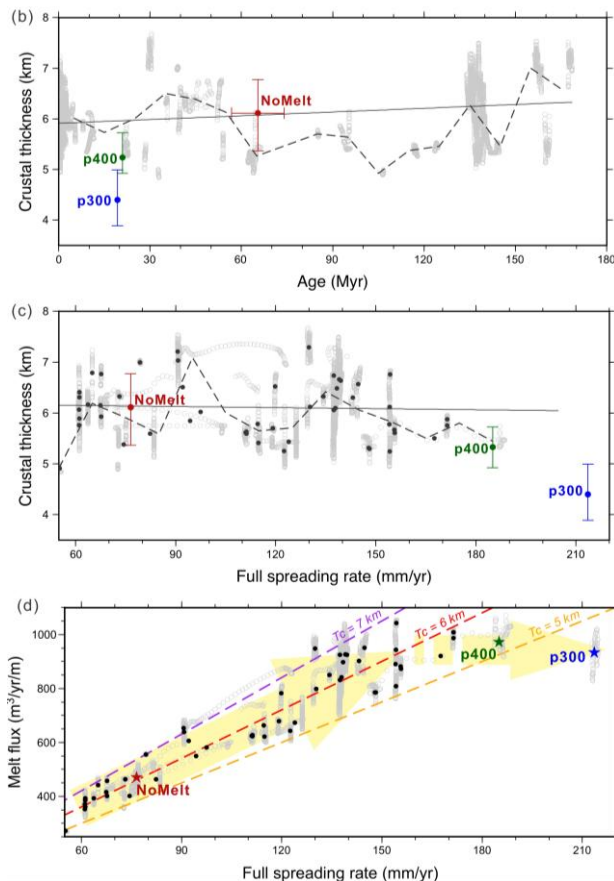 (b)
Crustal thickness (km)
8
7
6
5
4
NoMelt
p400
p300
0 30 60 90 120 150 180
Age (Myr)
(c)
Crustal thickness (km)
8
7
6
5
4
NoMelt
p400
p300
60 90 120 150 180 210
Full spreading rate (mm/yr)
(d)
Melt flux (m³/yr/m)
1000
800
600
400
Tc = 7 km
Tc = 6 km
Tc = 5 km
p400
p300
NoMelt
60 90 120 150 180 210
Full spreading rate (mm/yr)